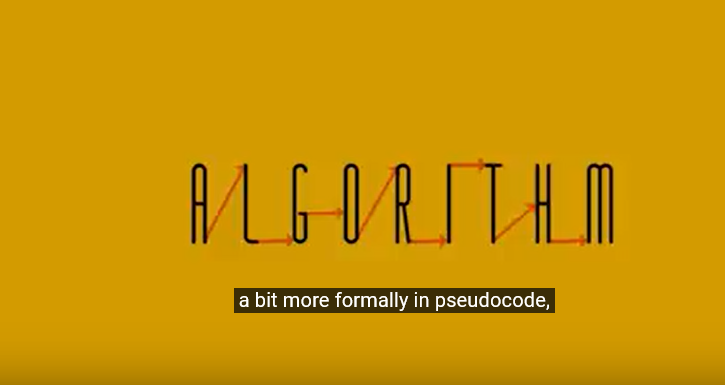 ALGORITHM
a bit more formally in pseudocode,